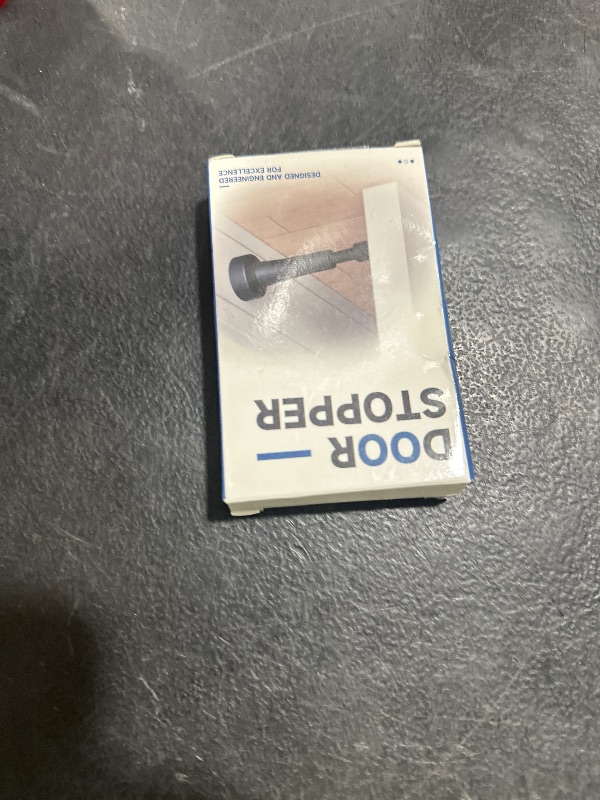 DOOR
STOPPER
DESIGNED AND ENGINEERED
FOR EXCELLENCE